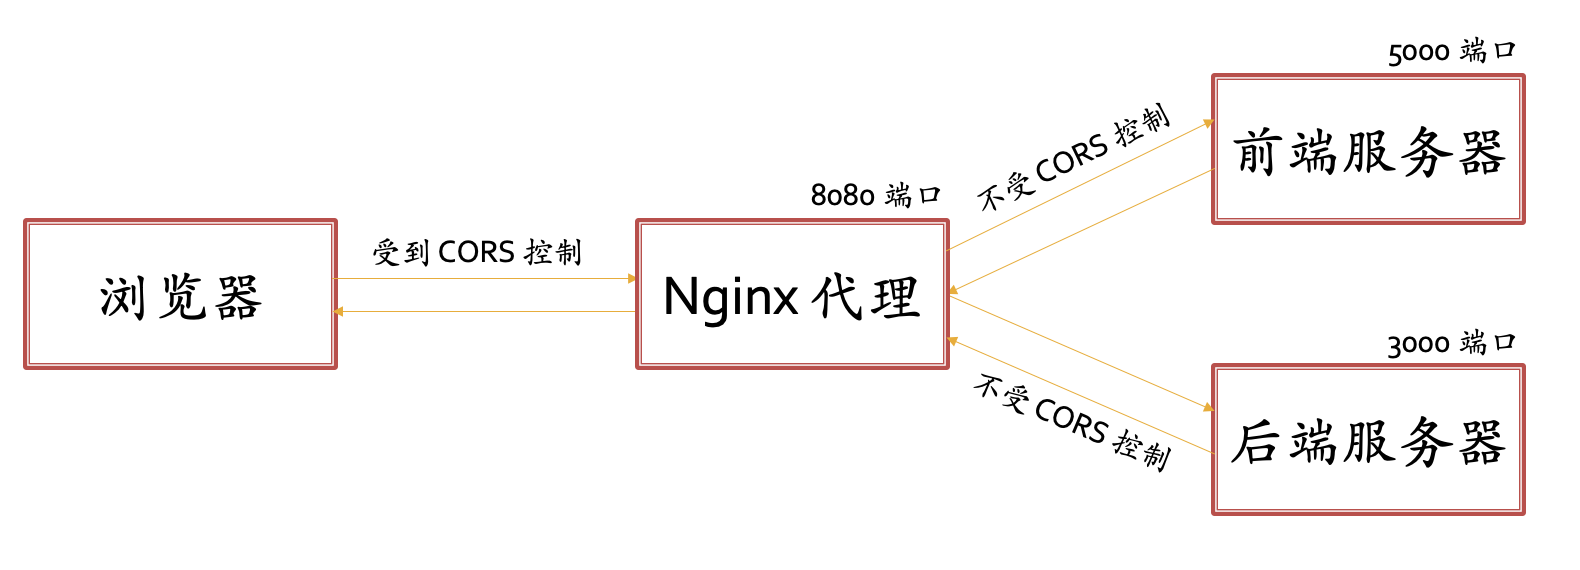 浏览器
受到 CORS 控制
8080 端口
Nginx 代理
不受 CORS 控制
5000 端口
前端服务器
不受 CORS 控制
3000 端口
后端服务器